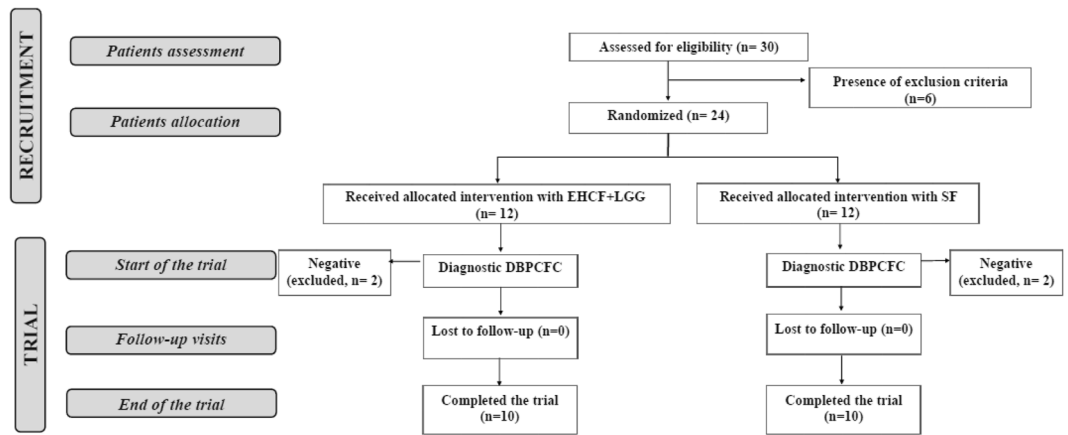 RECRUITMENT
Patients assessment
Assessed for eligibility (n= 30)
Presence of exclusion criteria
(n=6)
Patients allocation
Randomized (n= 24)
Received allocated intervention with EHCF+LGG
(n= 12)
Received allocated intervention with SF
(n= 12)
TRIAL
Start of the trial
Negative
(excluded, n= 2)
Diagnostic DBPCFC
Diagnostic DBPCFC
Negative
(excluded, n= 2)
Follow-up visits
Lost to follow-up (n=0)
Lost to follow-up (n=0)
End of the trial
Completed the trial
(n=10)
Completed the trial
(n=10)